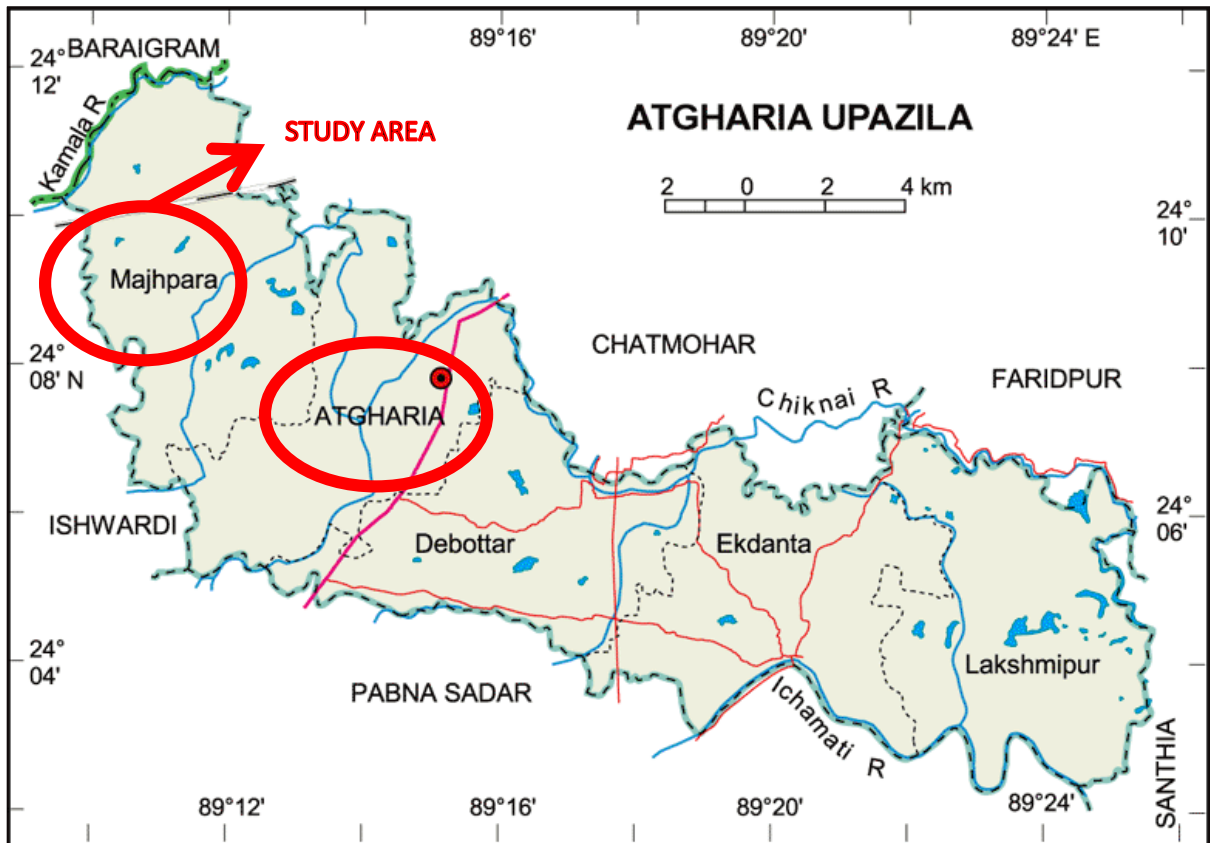 89°16'
89°20'
89°24' E
24°
12'
BARAIGRAM
Kamala R
STUDY AREA
ATGHARIA UPAZILA
2 0 2 4 km
24°
10'
Majhpara
24°
08' N
CHATMOHAR
FARIDPUR
Chiknai R
ATGHARIA
ISHWARDI
Debottar
Ekdanta
24°
06'
24°
04'
PABNA SADAR
Lakshmipur
Ichamati R
SANTHIA
89°12'
89°16'
89°20'
89°24'